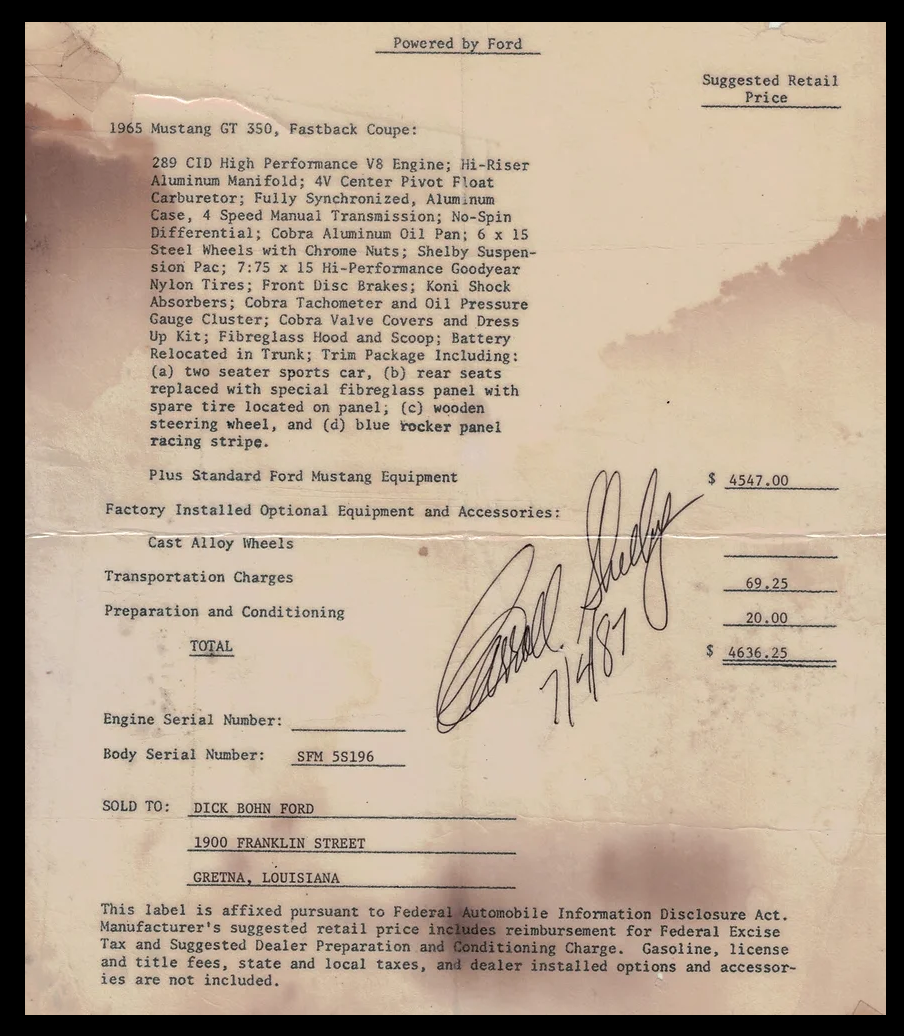 Powered by Ford
Suggested Retail
Price
1965 Mustang GT 350, Fastback Coupe:
289 CID High Performance V8 Engine; Hi-Riser
Aluminum Manifold; 4V Center Pivot Float
Carburetor; Fully Synchronized, Aluminum
Case, 4 Speed Manual Transmission; No-Spin
Differential; Cobra Aluminum Oil Pan; 6 x 15
Steel Wheels with Chrome Nuts; Shelby Suspen-
sion Pac; 7:75 x 15 Hi-Performance Goodyear
Nylon Tires; Front Disc Brakes; Koni Shock
Absorbers; Cobra Tachometer and Oil Pressure
Gauge Cluster; Cobra Valve Covers and Dress
Up Kit; Fibreglass Hood and Scoop; Battery
Relocated in Trunk; Trim Package Including:
(a) two seater sports car, (b) rear seats
replaced with special fibreglass panel with
spare tire located on panel; (c) wooden
steering wheel, and (d) blue rocker panel
racing stripe.
Plus Standard Ford Mustang Equipment $ 4547.00
Factory Installed Optional Equipment and Accessories:
Cast Alloy Wheels
Transportation Charges 69.25
Preparation and Conditioning 20.00
TOTAL $ 4636.25
Carroll Shelby
7/4/87
Engine Serial Number:
Body Serial Number: SFM 5S196
SOLD TO: DICK BOHN FORD
1900 FRANKLIN STREET
GRETNA, LOUISIANA
This label is affixed pursuant to Federal Automobile Information Disclosure Act.
Manufacturer's suggested retail price includes reimbursement for Federal Excise
Tax and Suggested Dealer Preparation and Conditioning Charge. Gasoline, license
and title fees, state and local taxes, and dealer installed options and accessor-
ies are not included.